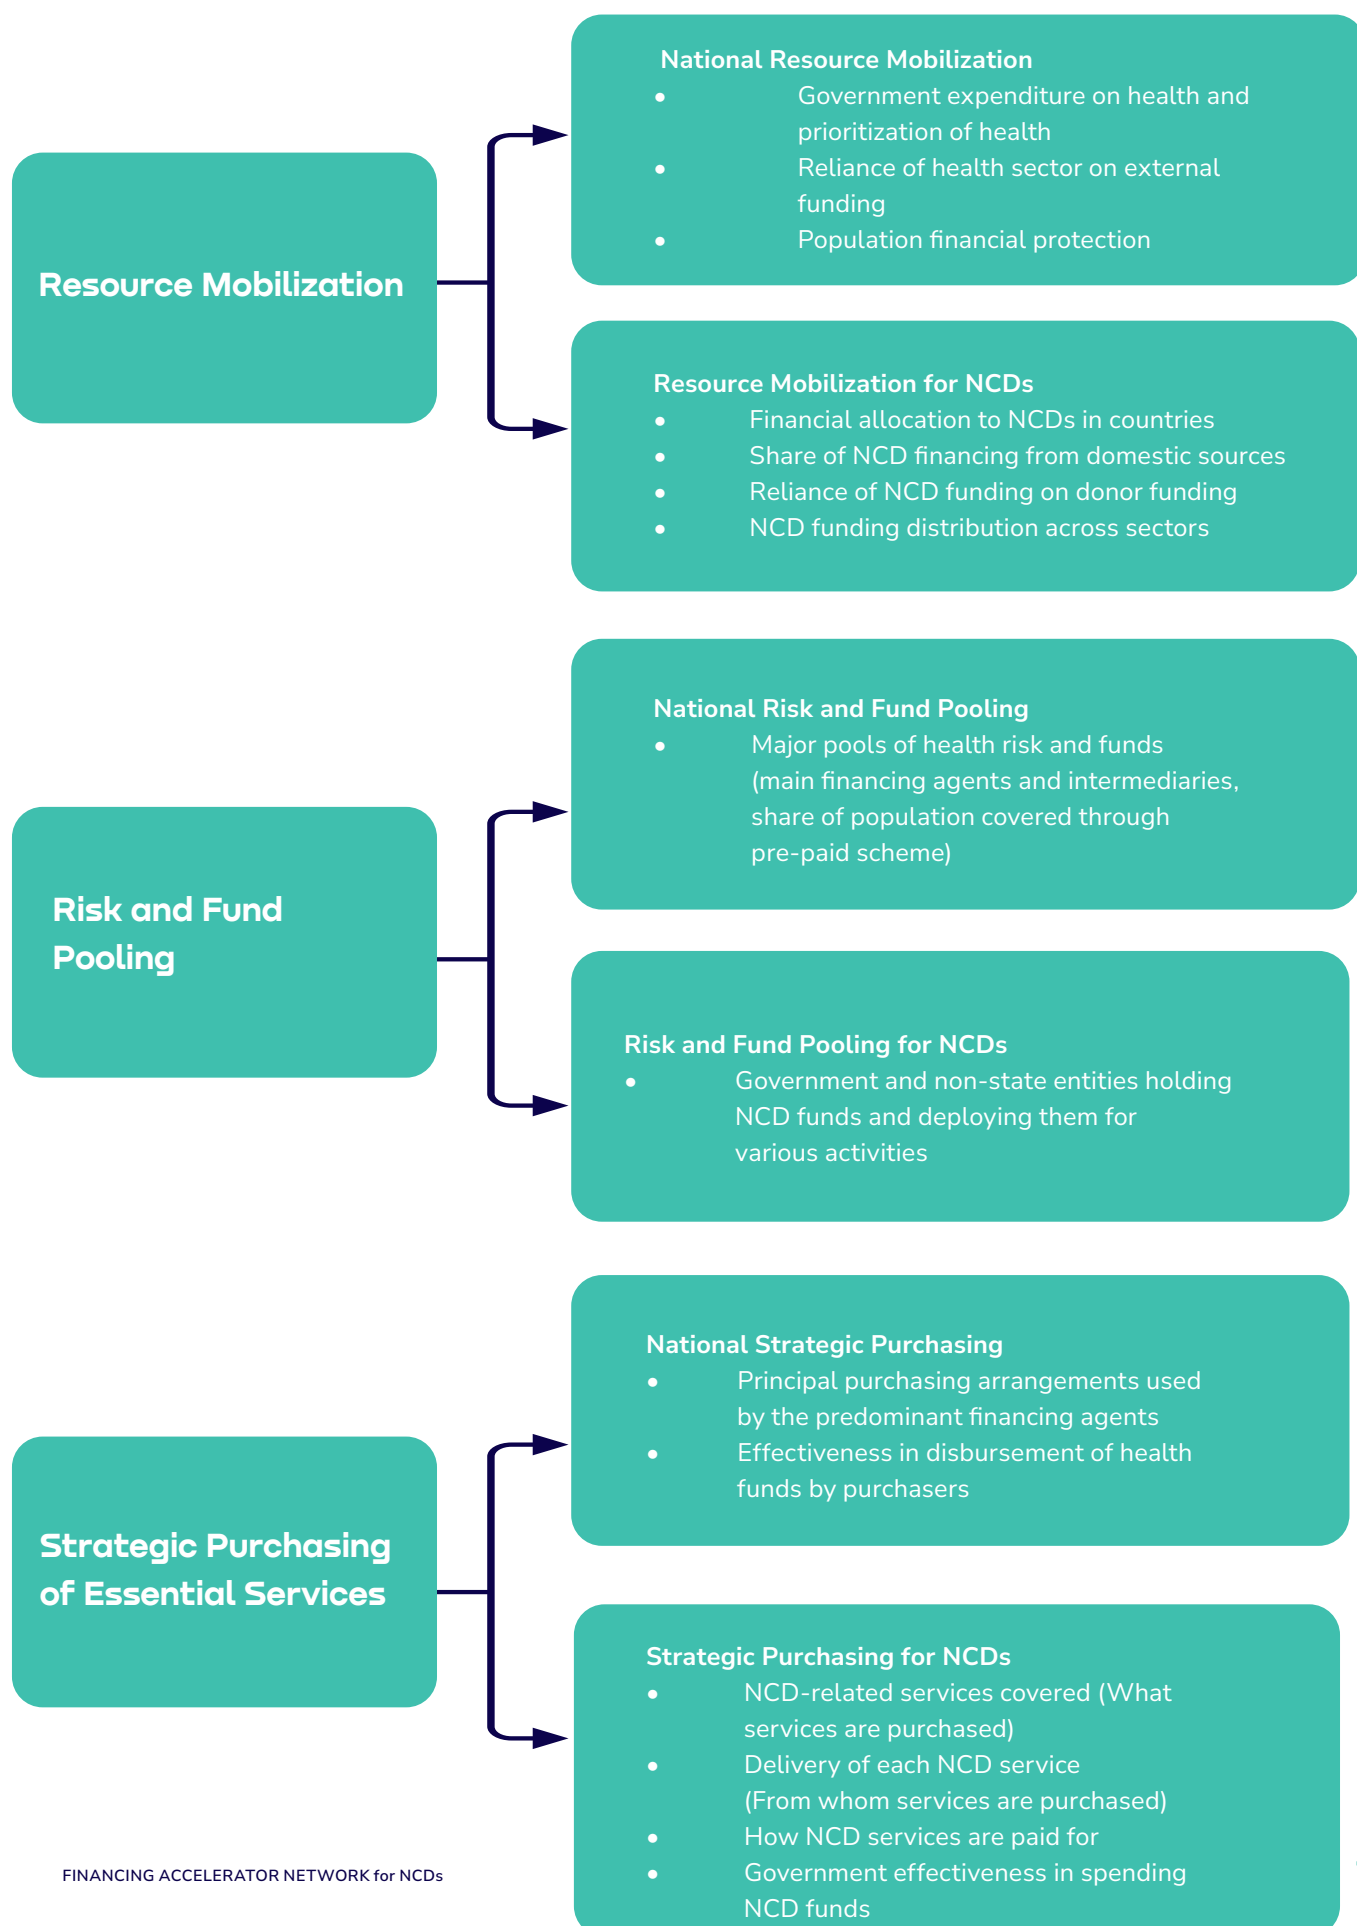 Resource Mobilization
National Resource Mobilization
• Government expenditure on health and
prioritization of health
• Reliance of health sector on external
funding
• Population financial protection
Resource Mobilization for NCDs
• Financial allocation to NCDs in countries
• Share of NCD financing from domestic sources
• Reliance of NCD funding on donor funding
• NCD funding distribution across sectors
Risk and Fund
Pooling
National Risk and Fund Pooling
• Major pools of health risk and funds
(main financing agents and intermediaries,
share of population covered through
pre-paid scheme)
Risk and Fund Pooling for NCDs
• Government and non-state entities holding
NCD funds and deploying them for
various activities
Strategic Purchasing
of Essential Services
National Strategic Purchasing
• Principal purchasing arrangements used
by the predominant financing agents
• Effectiveness in disbursement of health
funds by purchasers
Strategic Purchasing for NCDs
• NCD-related services covered (What
services are purchased)
• Delivery of each NCD service
(From whom services are purchased)
• How NCD services are paid for
• Government effectiveness in spending
NCD funds
FINANCING ACCELERATOR NETWORK for NCDs